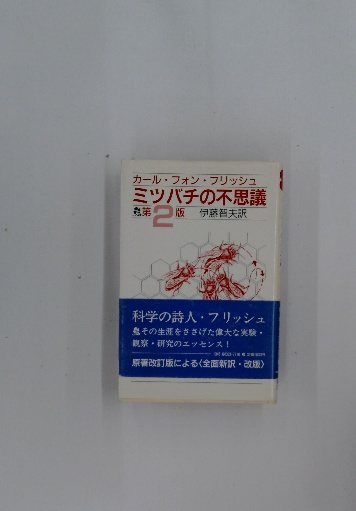 カール・フォン・フリッシュ
ミツバチの不思議
第2版 伊藤智夫訳
科学の詩人・フリッシュ
その生涯をささげた偉大な実験・
観察・研究のエッセンス!
原著改訂版による〈全面新訳・改版〉